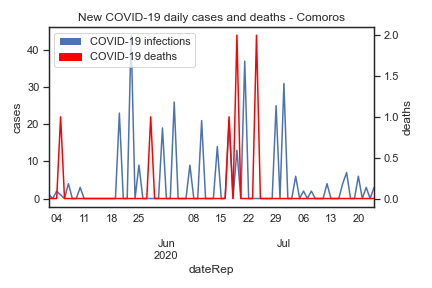 New COVID-19 daily cases and deaths - Comoros
COVID-19 infections
COVID-19 deaths
cases
40
30
20
10
0
deaths
2.0
1.5
1.0
0.5
0.0
04 11 18 25 08 15 22 29 06 13 20
Jun Jul
2020
dateRep